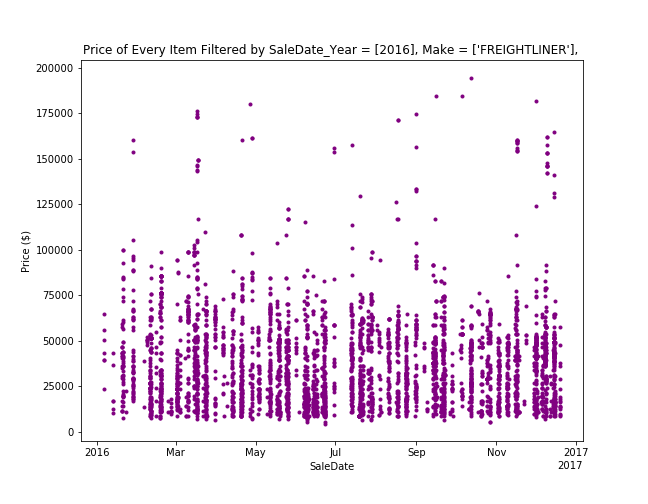 Price of Every Item Filtered by SaleDate_Year = [2016], Make = ['FREIGHTLINER'],
200000
175000
150000
125000
100000
75000
50000
25000
0
Price ($)
2016 Mar May Jul Sep Nov 2017
2017
SaleDate